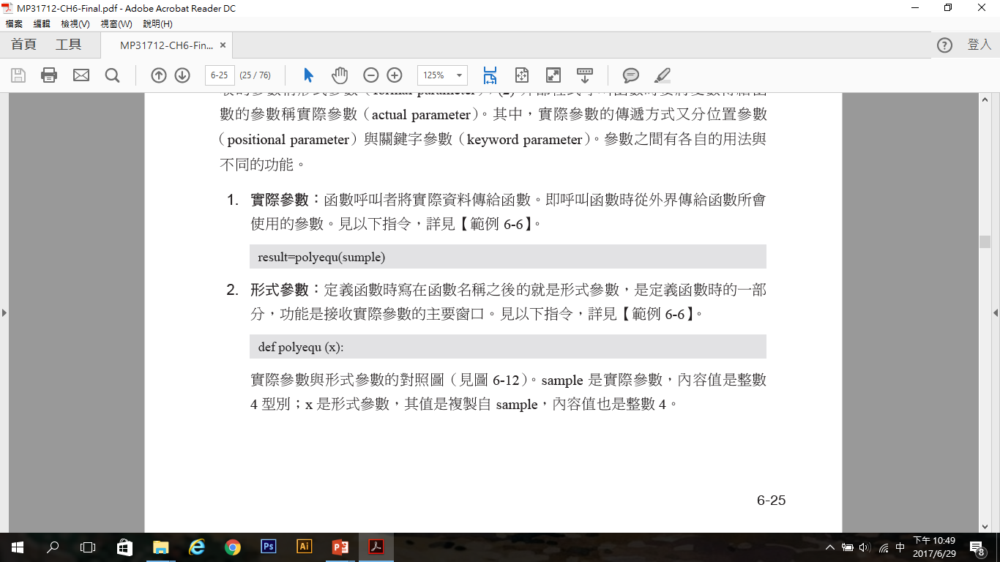 MP31712-CH6-Final.pdf - Adobe Acrobat Reader DC
檔案 編輯 檢視(V) 視窗(W) 說明(H)
首頁 工具 MP31712-CH6-Fin... × 登入
6-25 (25 / 76) 125%
數的參數稱實際參數（actual parameter）。其中，實際參數的傳遞方式又分位置參數
（positional parameter）與關鍵字參數（keyword parameter）。參數之間有各自的用法與
不同的功能。
1. 實際參數：函數呼叫者將實際資料傳給函數。即呼叫函數時從外界傳給函數所會
使用的參數。見以下指令，詳見【範例 6-6】。
result=polyequ(sumple)
2. 形式參數：定義函數時寫在函數名稱之後的就是形式參數，是定義函數時的一部
分，功能是接收實際參數的主要窗口。見以下指令，詳見【範例 6-6】。
def polyequ (x):
實際參數與形式參數的對照圖（見圖 6-12）。sample 是實際參數，內容值是整數
4 型別；x 是形式參數，其值是複製自 sample，內容值也是整數 4。
6-25
Ps Ai 中 下午 10:49
2017/6/29 8